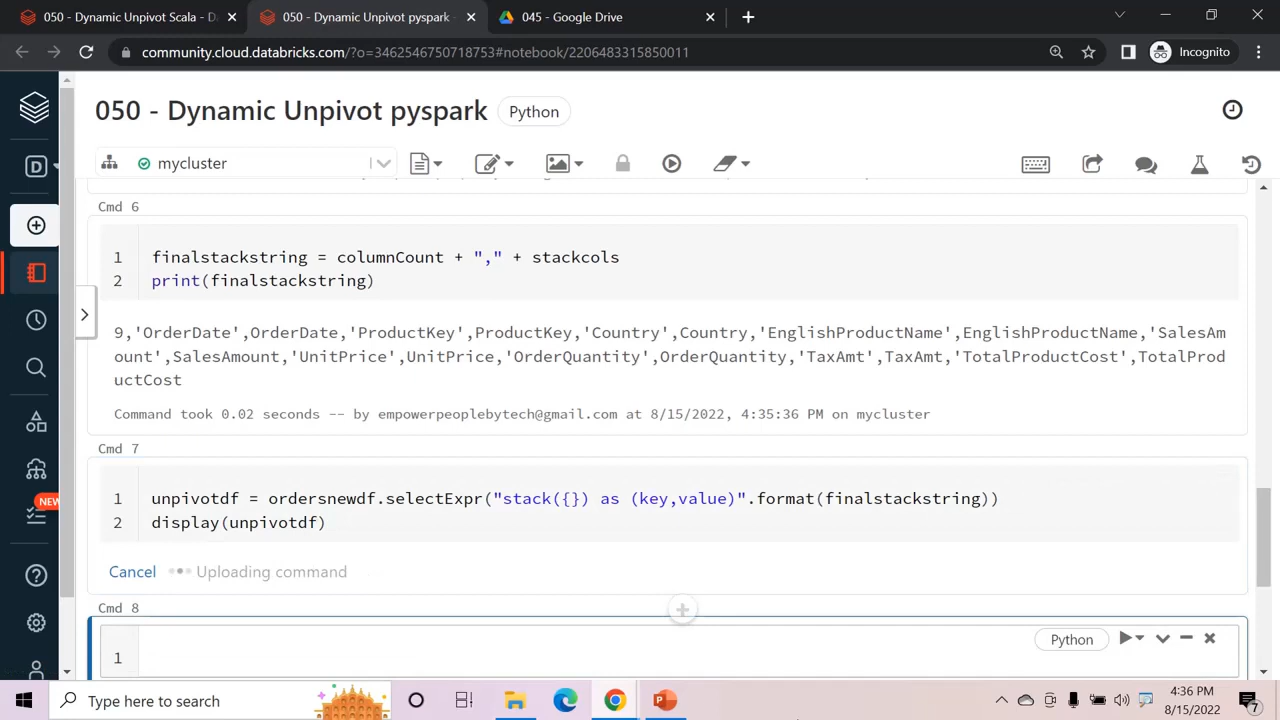 050 - Dynamic Unpivot Scala - Da
050 - Dynamic Unpivot pyspark
045 - Google Drive
community.cloud.databricks.com/?o=3462546750718753#notebook/2206483315850011
Incognito
050 - Dynamic Unpivot pyspark
Python
D
mycluster
Cmd 6
1 finalstackstring = columnCount + "," + stackcols
2 print(finalstackstring)
9,'OrderDate',OrderDate,'ProductKey',ProductKey,'Country',Country,'EnglishProductName',EnglishProductName,'SalesAm
ount',SalesAmount,'UnitPrice',UnitPrice,'OrderQuantity',OrderQuantity,'TaxAmt',TaxAmt,'TotalProductCost',TotalProd
uctCost
Command took 0.02 seconds -- by empowerpeoplebytech@gmail.com at 8/15/2022, 4:35:36 PM on mycluster
Cmd 7
1 unpivotdf = ordersnewdf.selectExpr("stack({}) as (key,value)".format(finalstackstring))
2 display(unpivotdf)
NEW
Cancel
Uploading command
Cmd 8
Python
1
Type here to search
4:36 PM
8/15/2022
7